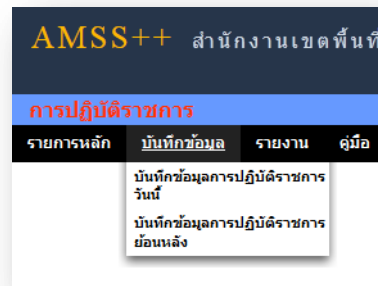 AMSS++ สำนักงานเขตพื้นที่
การปฏิบัติราชการ
รายการหลัก บันทึกข้อมูล รายงาน คู่มือ
บันทึกข้อมูลการปฏิบัติราชการ
วันนี้
บันทึกข้อมูลการปฏิบัติราชการ
ย้อนหลัง